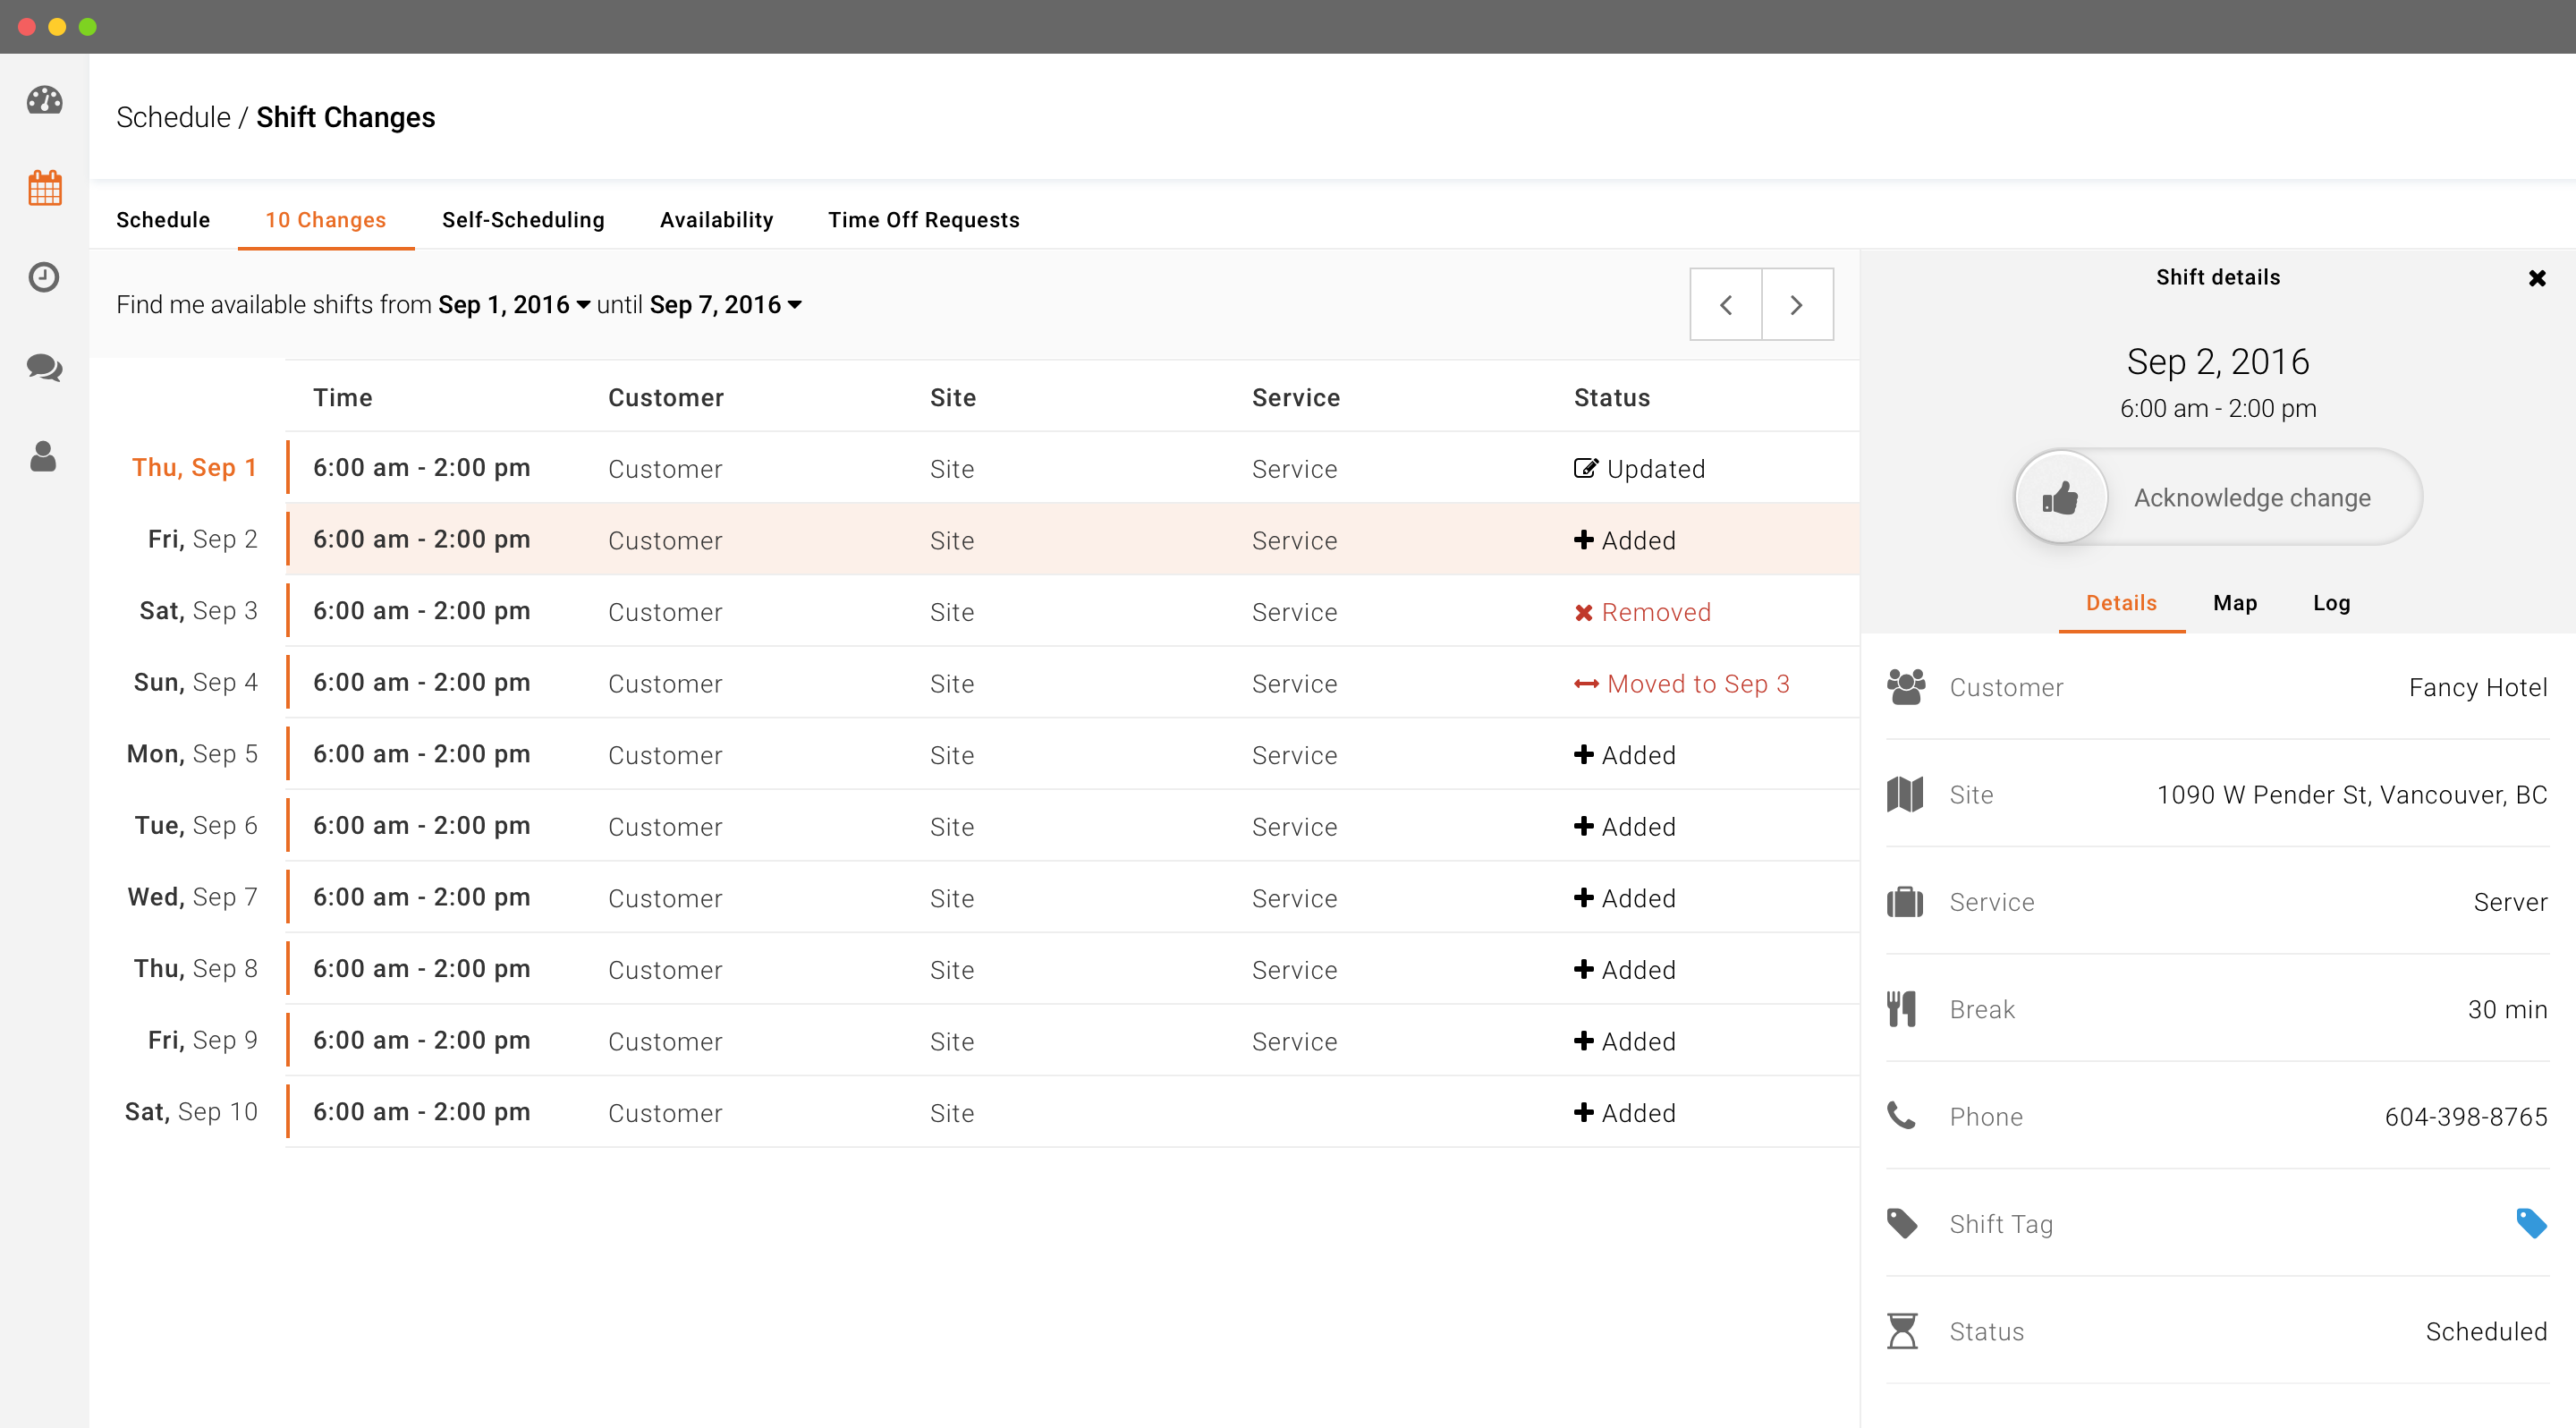 Schedule / Shift Changes
Schedule 10 Changes Self-Scheduling Availability Time Off Requests
Find me available shifts from Sep 1, 2016 until Sep 7, 2016
Time Customer Site Service Status
Thu, Sep 1 6:00 am - 2:00 pm Customer Site Service Updated
Fri, Sep 2 6:00 am - 2:00 pm Customer Site Service Added
Sat, Sep 3 6:00 am - 2:00 pm Customer Site Service Removed
Sun, Sep 4 6:00 am - 2:00 pm Customer Site Service Moved to Sep 3
Mon, Sep 5 6:00 am - 2:00 pm Customer Site Service Added
Tue, Sep 6 6:00 am - 2:00 pm Customer Site Service Added
Wed, Sep 7 6:00 am - 2:00 pm Customer Site Service Added
Thu, Sep 8 6:00 am - 2:00 pm Customer Site Service Added
Fri, Sep 9 6:00 am - 2:00 pm Customer Site Service Added
Sat, Sep 10 6:00 am - 2:00 pm Customer Site Added
Shift details
Sep 2, 2016
6:00 am - 2:00 pm
Acknowledge change
Details Map Log
Customer Fancy Hotel
Site 1090 W Pender St, Vancouver, BC
Service Server
Break 30 min
Phone 604-398-8765
Shift Tag
Status Scheduled